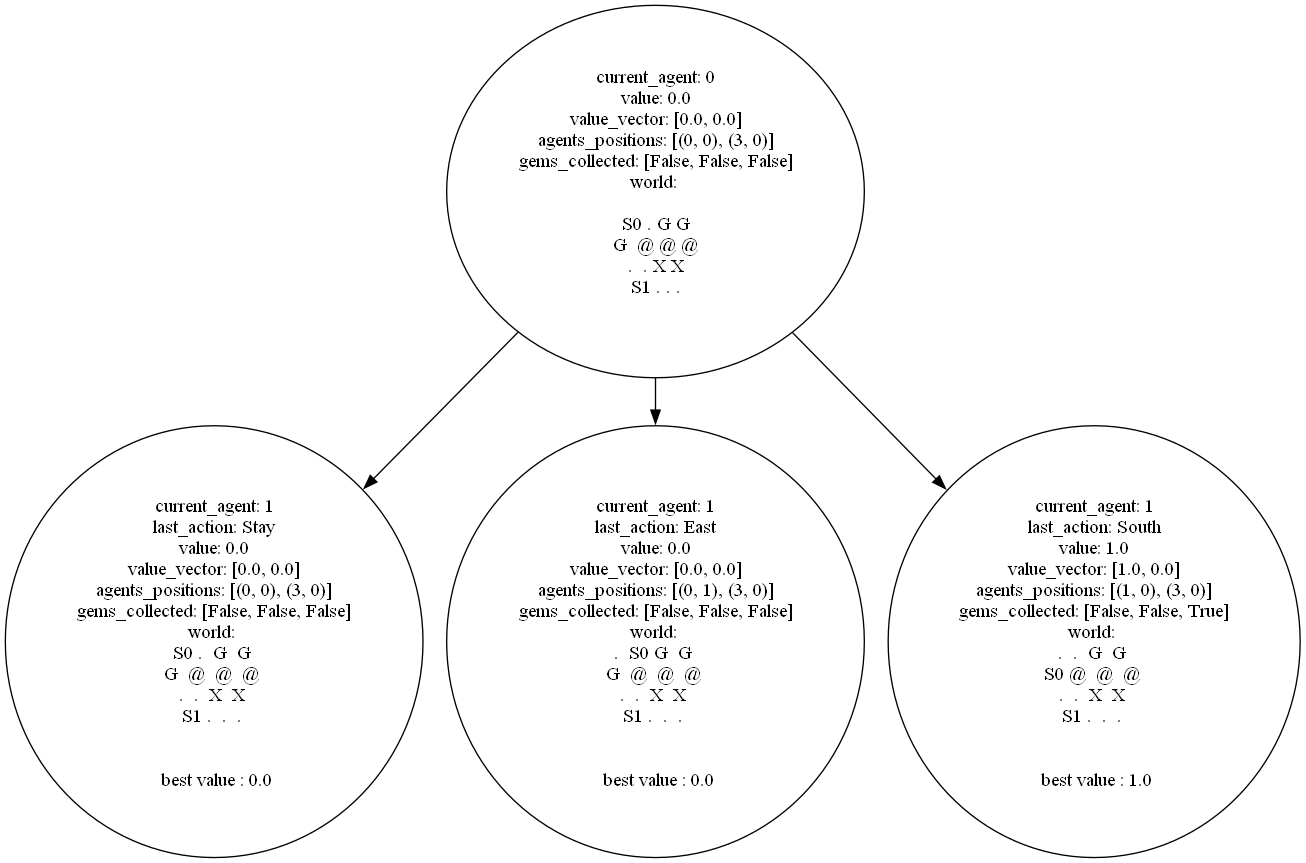 current_agent: 0
value: 0.0
value_vector: [0.0, 0.0]
agents_positions: [(0, 0), (3, 0)]
gems_collected: [False, False, False]
world:
S0 . G G
G @ @ @
. . X X
S1 . . .
current_agent: 1
last_action: Stay
value: 0.0
value_vector: [0.0, 0.0]
agents_positions: [(0, 0), (3, 0)]
gems_collected: [False, False, False]
world:
S0 . G G
G @ @ @
. . X X
S1 . . .
best value : 0.0
current_agent: 1
last_action: East
value: 0.0
value_vector: [0.0, 0.0]
agents_positions: [(0, 1), (3, 0)]
gems_collected: [False, False, False]
world:
. S0 G G
G @ @ @
. . X X
S1 . . .
best value : 0.0
current_agent: 1
last_action: South
value: 1.0
value_vector: [1.0, 0.0]
agents_positions: [(1, 0), (3, 0)]
gems_collected: [False, False, True]
world:
. . G G
S0 @ @ @
. . X X
S1 . . .
best value : 1.0